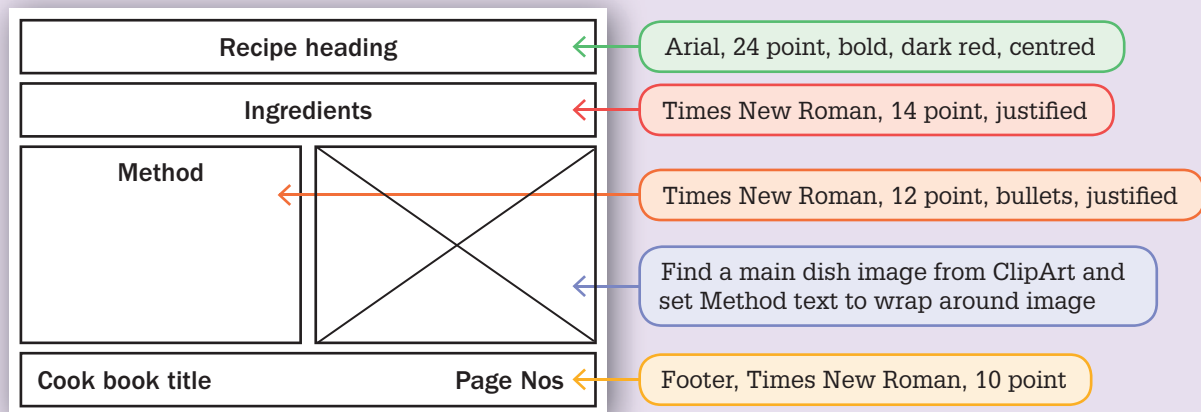 Recipe heading
Arial, 24 point, bold, dark red, centred
Ingredients
Times New Roman, 14 point, justified
Method
Times New Roman, 12 point, bullets, justified
Find a main dish image from ClipArt and
set Method text to wrap around image
Cook book title
Page Nos
Footer, Times New Roman, 10 point